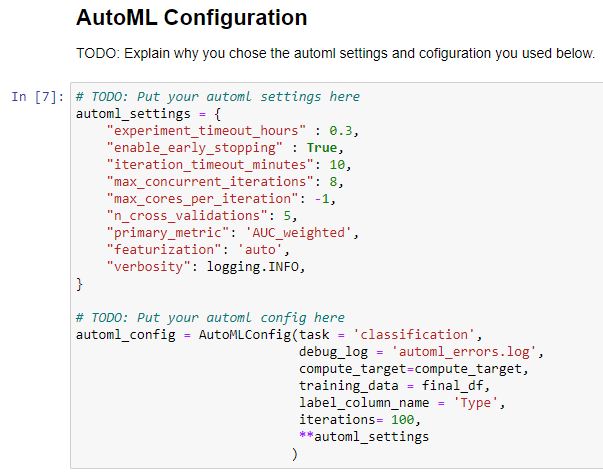 AutoML Configuration
TODO: Explain why you chose the automl settings and cofiguration you used below.
In [7]: # TODO: Put your automl settings here
automl_settings = {
    "experiment_timeout_hours" : 0.3,
    "enable_early_stopping" : True,
    "iteration_timeout_minutes": 10,
    "max_concurrent_iterations": 8,
    "max_cores_per_iteration": -1,
    "n_cross_validations": 5,
    "primary_metric": 'AUC_weighted',
    "featurization": 'auto',
    "verbosity": logging.INFO,
}
# TODO: Put your automl config here
automl_config = AutoMLConfig(task = 'classification',
                             debug_log = 'automl_errors.log',
                             compute_target=compute_target,
                             training_data = final_df,
                             label_column_name = 'Type',
                             iterations= 100,
                             **automl_settings
                            )